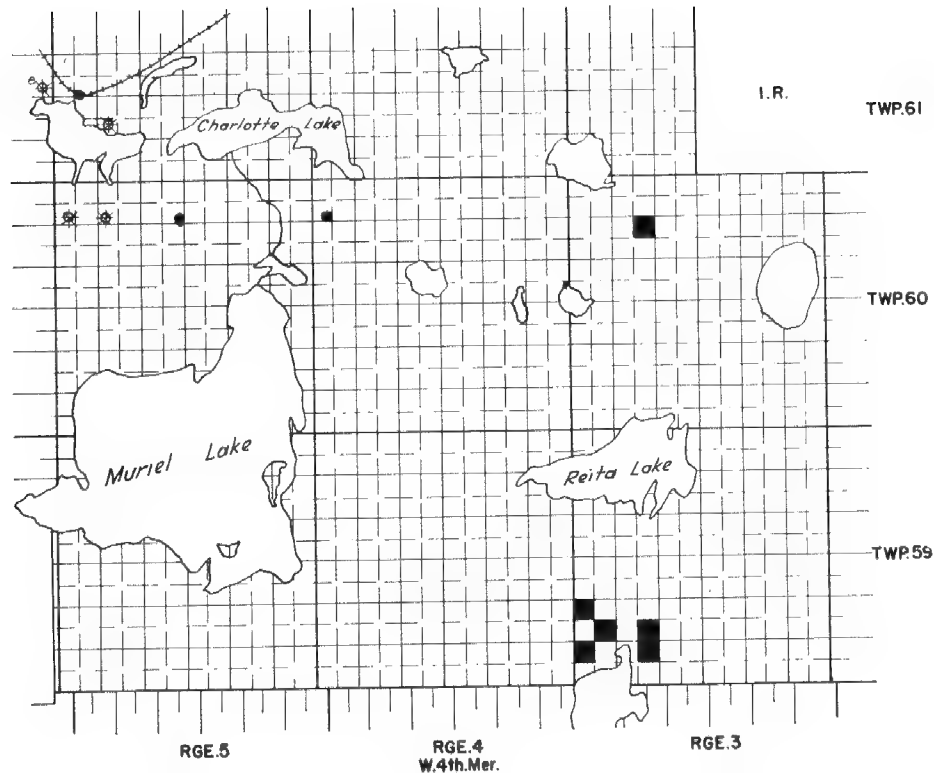 I.R.
TWP.61
Charlotte Lake
TWP.60
Muriel Lake
Reita Lake
TWP.59
RGE.5
RGE.4
RGE.3
W.4th.Mer.